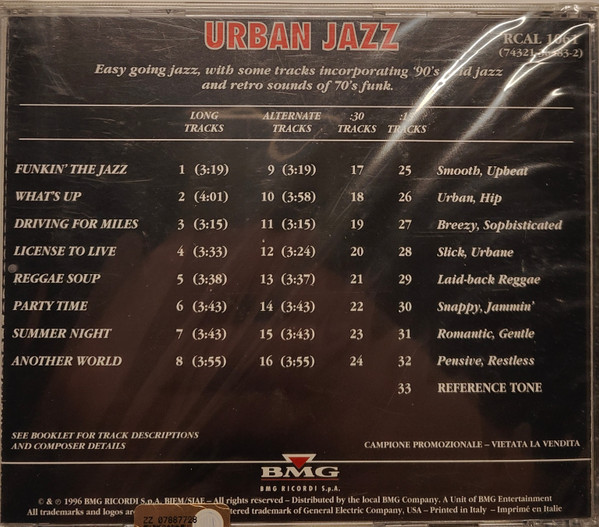 URBAN JAZZ
RCAL 1061
Easy going jazz, with some tracks incorporating '90's acid jazz
and retro sounds of 70's funk.
LONG TRACKS ALTERNATE TRACKS :30 TRACKS TRACKS
FUNKIN' THE JAZZ 1 (3:19) 9 (3:19) 17 25 Smooth, Upbeat
WHAT'S UP 2 (4:01) 10 (3:58) 18 26 Urban, Hip
DRIVING FOR MILES 3 (3:15) 11 (3:15) 19 27 Breezy, Sophisticated
LICENSE TO LIVE 4 (3:33) 12 (3:24) 20 28 Slick, Urbane
REGGAE SOUP 5 (3:38) 13 (3:37) 21 29 Laid-back Reggae
PARTY TIME 6 (3:43) 14 (3:43) 22 30 Snappy, Jammin'
SUMMER NIGHT 7 (3:43) 15 (3:43) 23 31 Romantic, Gentle
ANOTHER WORLD 8 (3:55) 16 (3:55) 24 32 Pensive, Restless
33 REFERENCE TONE
SEE BOOKLET FOR TRACK DESCRIPTIONS
AND COMPOSER DETAILS
CAMPIONE PROMOZIONALE – VIETATA LA VENDITA
BMG
BMG RICORDI S.p.A.
© & ℗ 1996 BMG RICORDI S.p.A. BIEM/SIAE – All rights reserved – Distributed by the local BMG Company. A Unit of BMG Entertainment
All trademarks and logos are trademark of General Electric Company, USA – Printed in Italy – Imprimé en Italie
ZZ 07687728